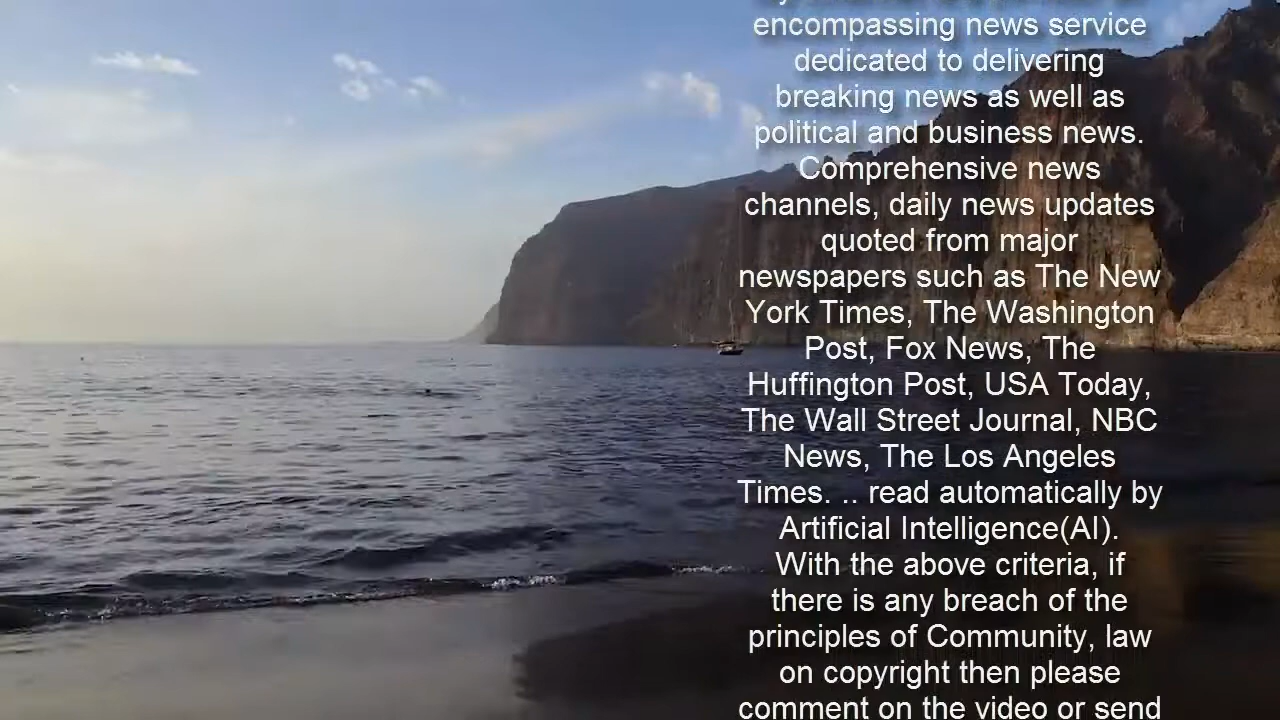 encompassing news service
dedicated to delivering
breaking news as well as
political and business news.
Comprehensive news
channels, daily news updates
quoted from major
newspapers such as The New
York Times, The Washington
Post, Fox News, The
Huffington Post, USA Today,
The Wall Street Journal, NBC
News, The Los Angeles
Times. .. read automatically by
Artificial Intelligence(AI).
With the above criteria, if
there is any breach of the
principles of Community, law
on copyright then please
comment on the video or send